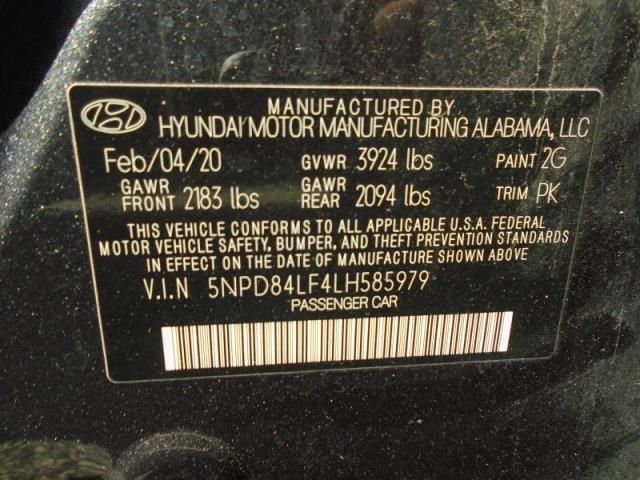 MANUFACTURED BY
HYUNDAI MOTOR MANUFACTURING ALABAMA, LLC
Feb/04/20 GVWR 3924 lbs PAINT 2G
GAWR FRONT 2183 lbs GAWR REAR 2094 lbs TRIM PK
THIS VEHICLE CONFORMS TO ALL APPLICABLE U.S.A. FEDERAL
MOTOR VEHICLE SAFETY, BUMPER, AND THEFT PREVENTION STANDARDS
IN EFFECT ON THE DATE OF MANUFACTURE SHOWN ABOVE
V.I.N 5NPD84LF4LH585979
PASSENGER CAR